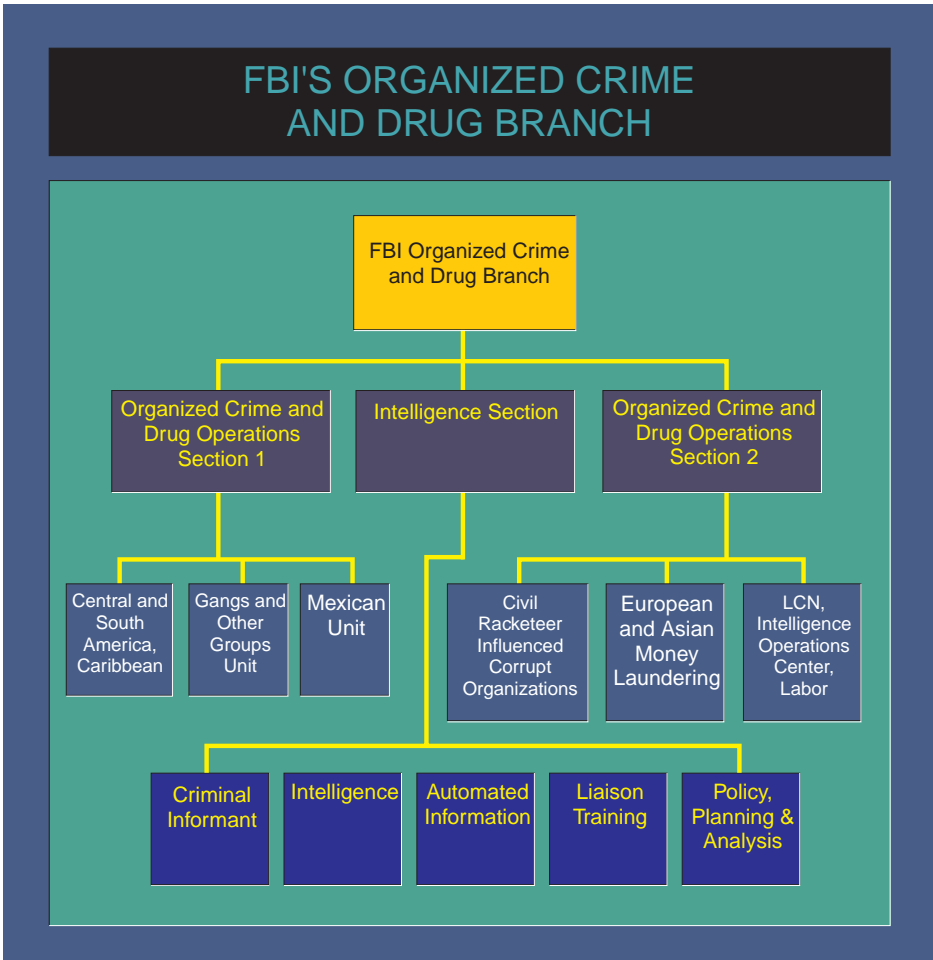 FBI'S ORGANIZED CRIME
AND DRUG BRANCH
FBI Organized Crime
and Drug Branch
Organized Crime and
Drug Operations
Section 1
Intelligence Section
Organized Crime and
Drug Operations
Section 2
Central and
South
America,
Caribbean
Gangs and
Other
Groups
Unit
Mexican
Unit
Civil
Racketeer
Influenced
Corrupt
Organizations
European
and Asian
Money
Laundering
LCN,
Intelligence
Operations
Center,
Labor
Criminal
Informant
Intelligence
Automated
Information
Liaison
Training
Policy,
Planning &
Analysis